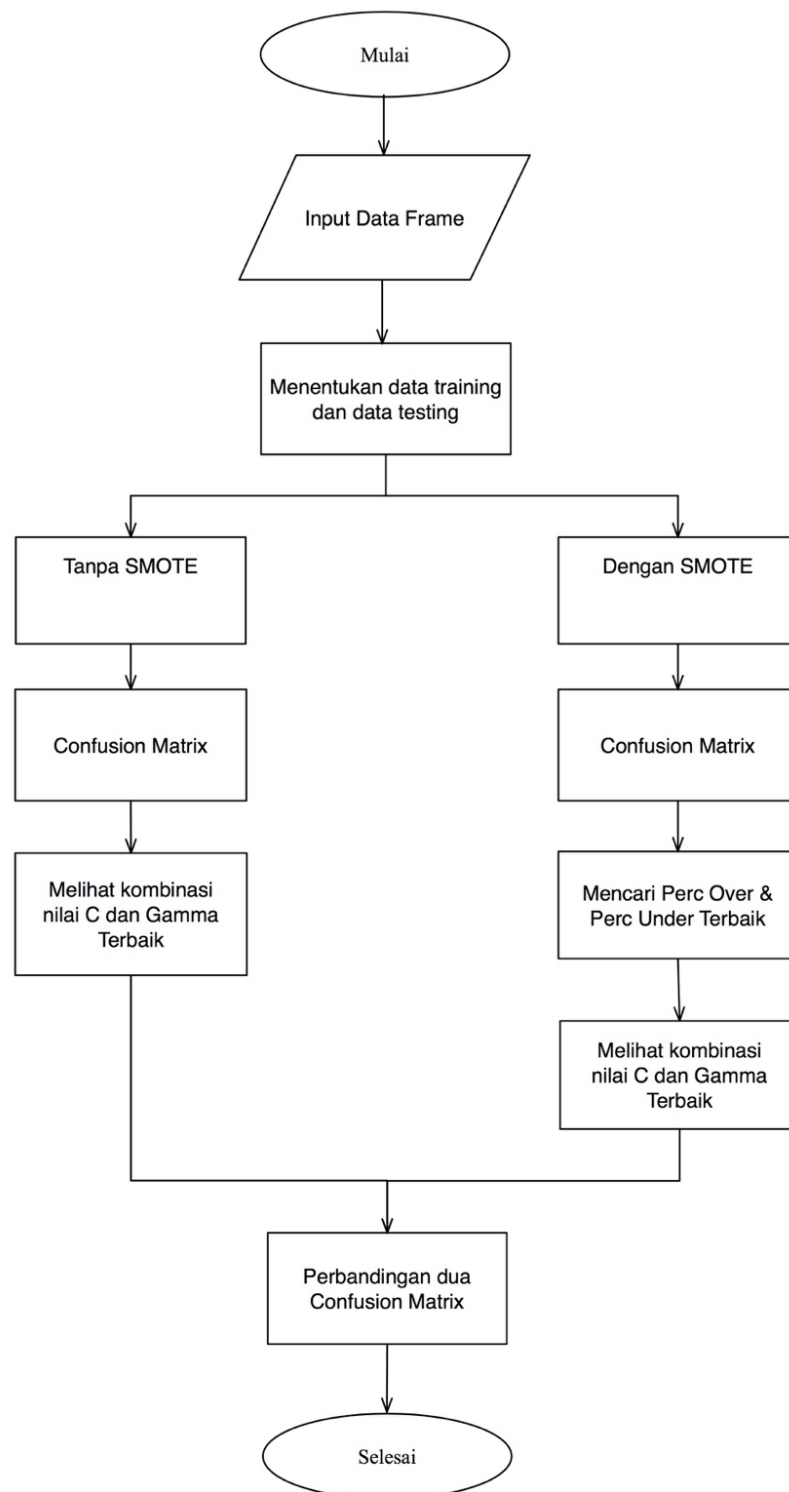 Mulai
Input Data Frame
Menentukan data training
dan data testing
Tanpa SMOTE
Dengan SMOTE
Confusion Matrix
Confusion Matrix
Melihat kombinasi
nilai C dan Gamma
Terbaik
Mencari Perc Over &
Perc Under Terbaik
Melihat kombinasi
nilai C dan Gamma
Terbaik
Perbandingan dua
Confusion Matrix
Selesai